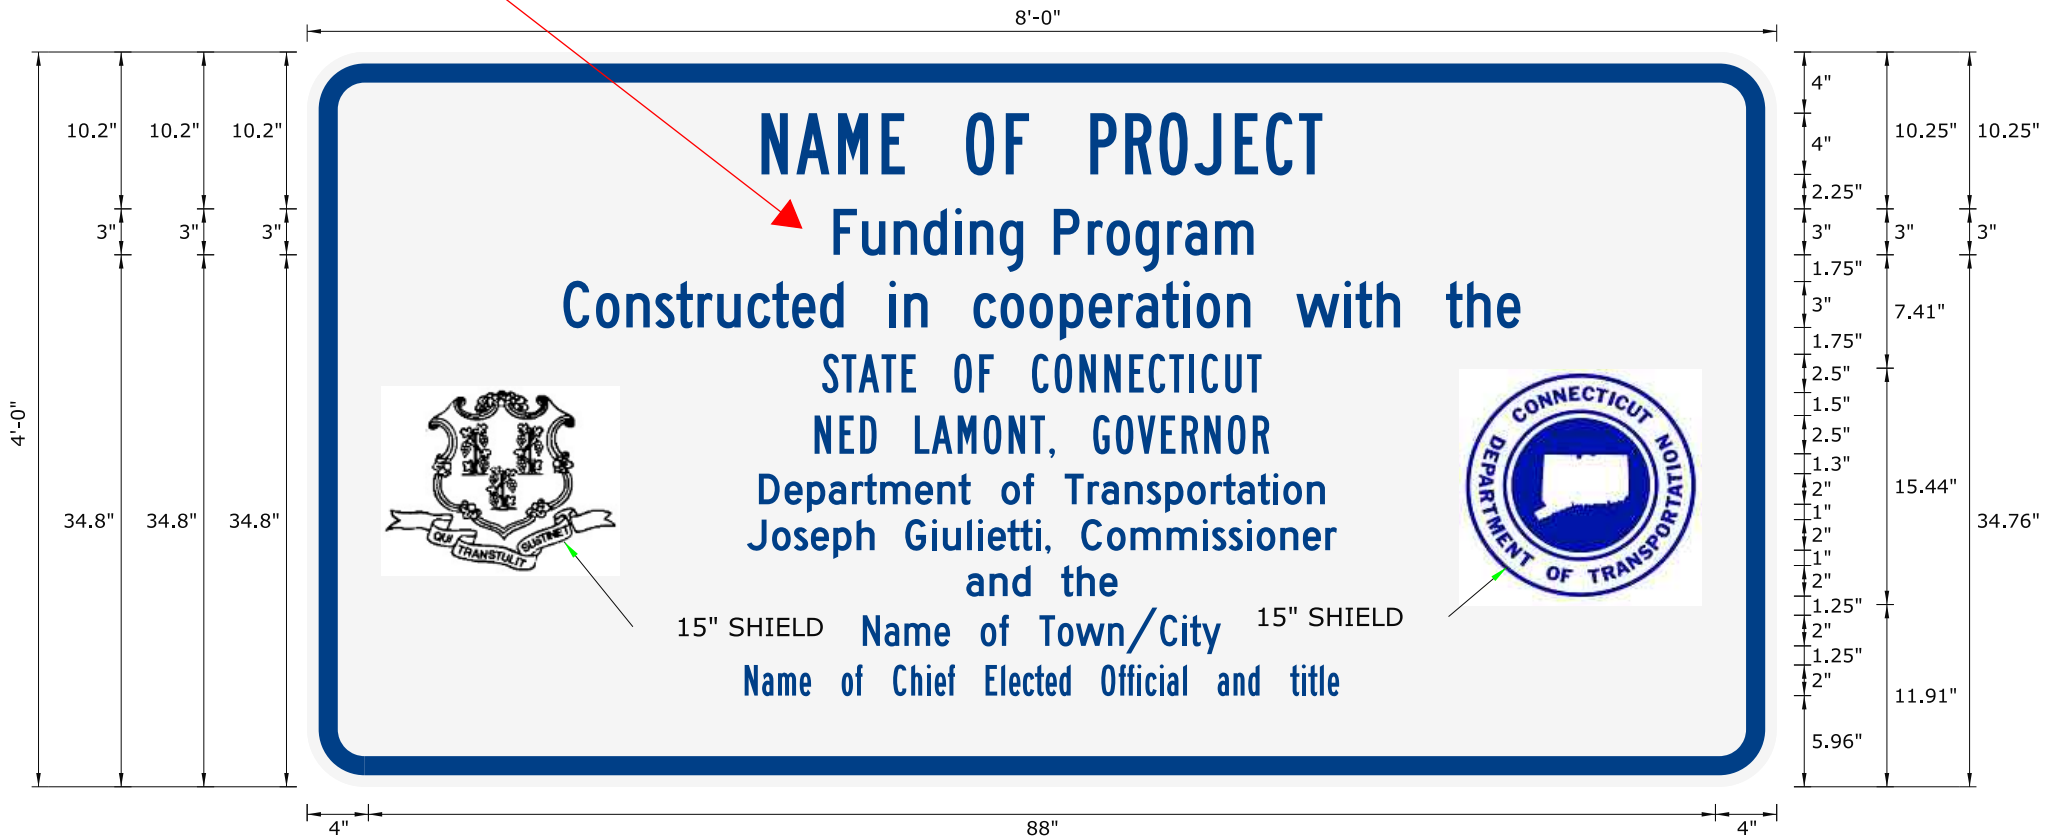 8'-0"
NAME OF PROJECT
Funding Program
Constructed in cooperation with the
STATE OF CONNECTICUT
NED LAMONT, GOVERNOR
Department of Transportation
Joseph Giulietti, Commissioner
and the
Name of Town/City
Name of Chief Elected Official and title
QUI TRANSTULIT SUSTINET
15" SHIELD
CONNECTICUT
DEPARTMENT OF TRANSPORTATION
15" SHIELD
4'-0"
10.2"
3"
34.8"
10.2"
3"
34.8"
10.2"
3"
34.8"
4"
4"
2.25"
3"
1.75"
3"
1.75"
2.5"
1.5"
2.5"
1.3"
2"
1"
2"
1"
2"
1.25"
2"
1.25"
2"
5.96"
10.25"
3"
7.41"
15.44"
11.91"
10.25"
3"
34.76"
4"
88"
4"